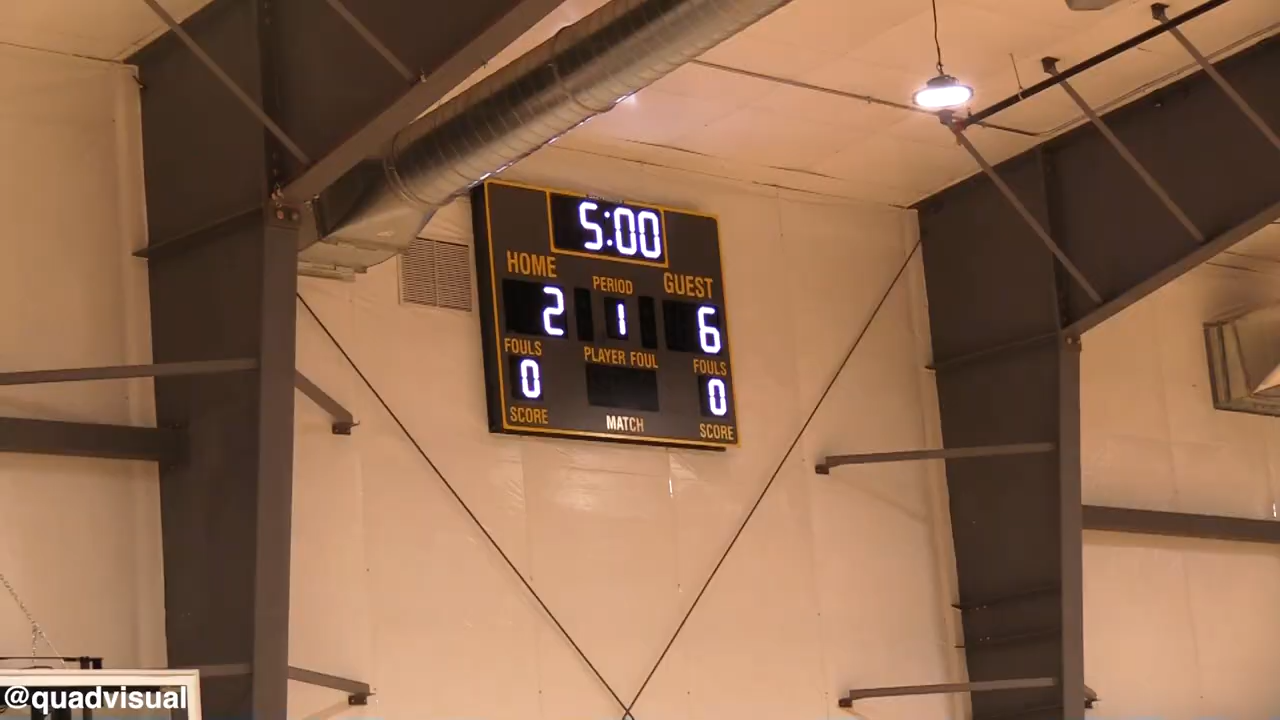 5:00
HOME
PERIOD
GUEST
2
1
6
FOULS
PLAYER FOUL
FOULS
0
0
SCORE
MATCH
SCORE
@quadvisual